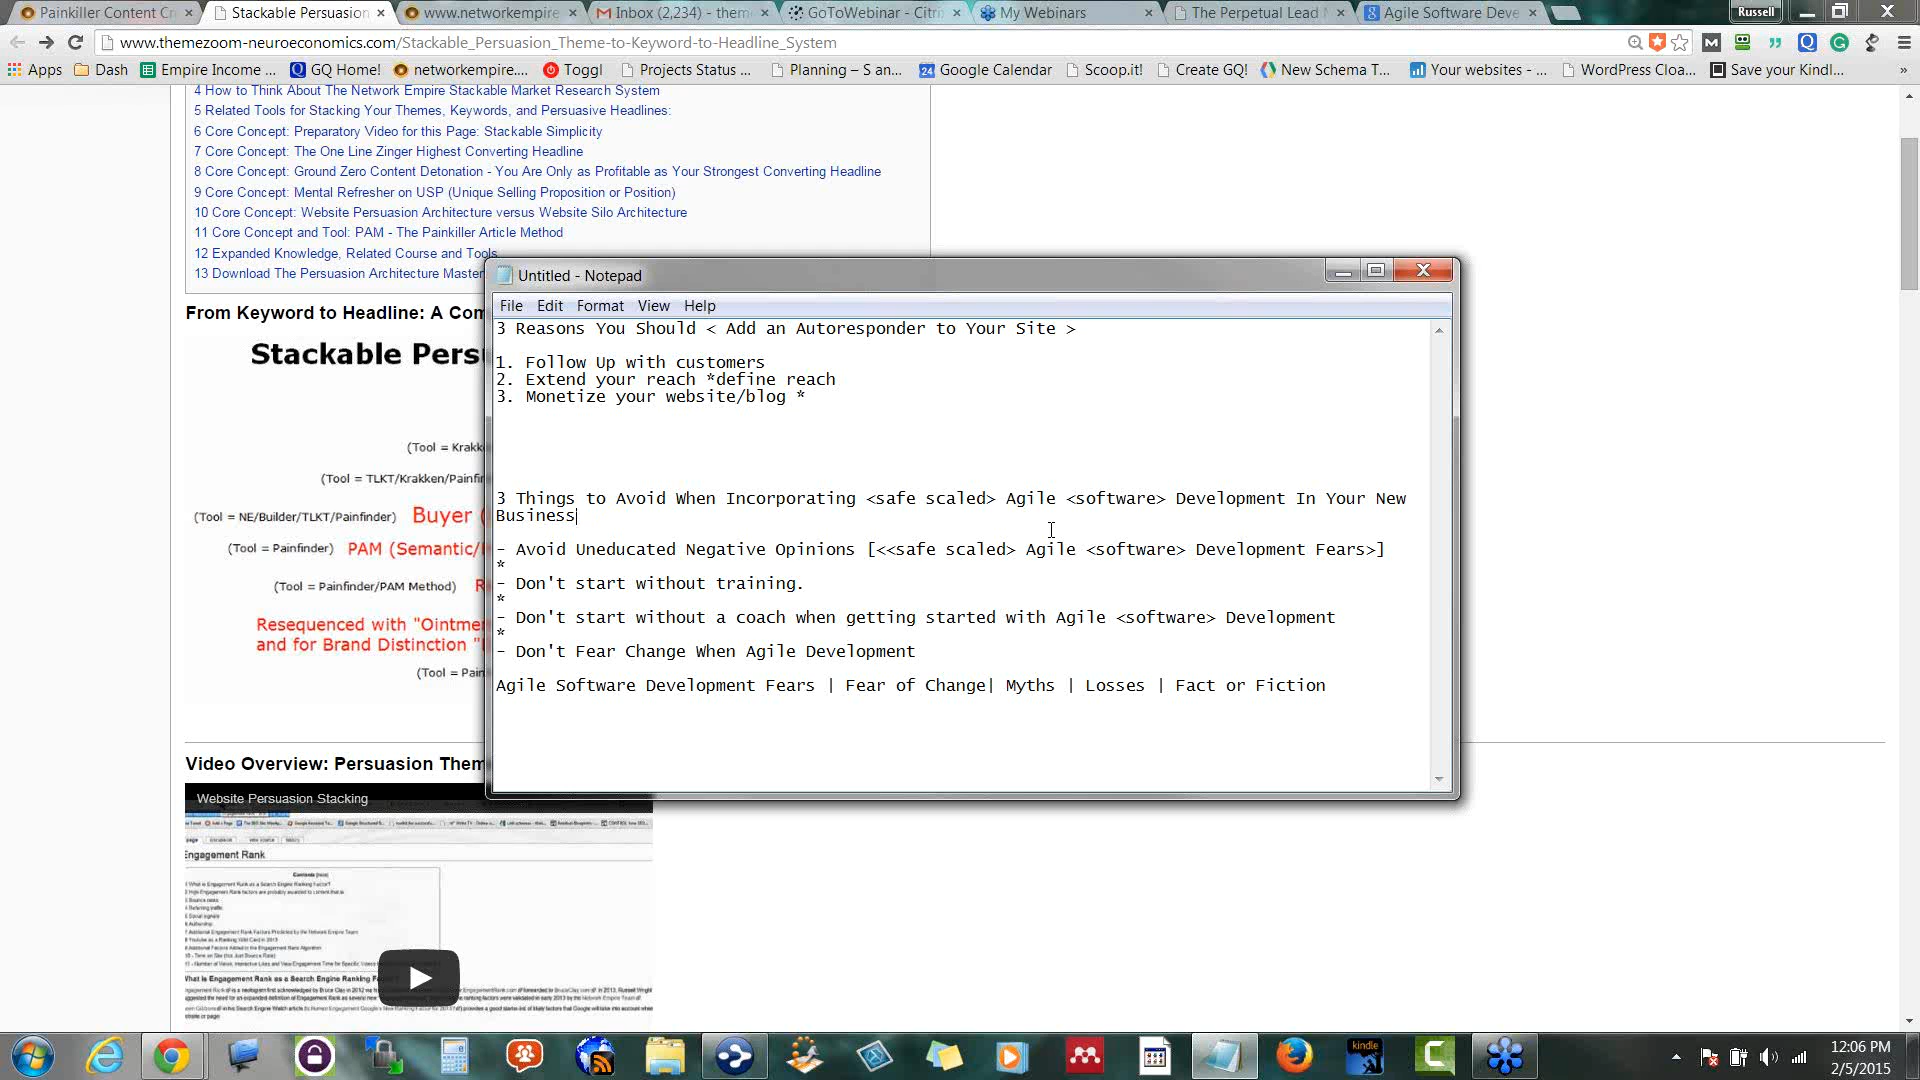 Painkiller Content Cr
Stackable Persuasion
www.networkempire
Inbox (2,234) - them
GoToWebinar - Citri
My Webinars
The Perpetual Lead
Agile Software Deve
Russell
www.themezoom-neuroeconomics.com/Stackable_Persuasion_Theme-to-Keyword-to-Headline_System
Apps
Dash
Empire Income ...
GQ Home!
networkempire....
Toggl
Projects Status ...
Planning – S an...
Google Calendar
Scoop.it!
Create GQ!
New Schema T...
Your websites - ...
WordPress Cloa...
Save your Kindl...
4 How to Think About The Network Empire Stackable Market Research System
5 Related Tools for Stacking Your Themes, Keywords, and Persuasive Headlines:
6 Core Concept: Preparatory Video for this Page: Stackable Simplicity
7 Core Concept: The One Line Zinger Highest Converting Headline
8 Core Concept: Ground Zero Content Detonation - You Are Only as Profitable as Your Strongest Converting Headline
9 Core Concept: Mental Refresher on USP (Unique Selling Proposition or Position)
10 Core Concept: Website Persuasion Architecture versus Website Silo Architecture
11 Core Concept and Tool: PAM - The Painkiller Article Method
12 Expanded Knowledge, Related Course and Tools
13 Download The Persuasion Architecture Master
From Keyword to Headline: A Com
Stackable Pers
(Tool = Krakk
(Tool = TLKT/Krakken/Painfir
(Tool = NE/Builder/TLKT/Painfinder) Buyer (
(Tool = Painfinder) PAM (Semantic/
(Tool = Painfinder/PAM Method)
Resequenced with "Ointme
and for Brand Distinction "
(Tool = Pain
Untitled - Notepad
File Edit Format View Help
3 Reasons You Should < Add an Autoresponder to Your Site >
1. Follow Up with customers
2. Extend your reach *define reach
3. Monetize your website/blog *
3 Things to Avoid When Incorporating <safe scaled> Agile <software> Development In Your New
Business
- Avoid Uneducated Negative Opinions [<<safe scaled> Agile <software> Development Fears>]
*
- Don't start without training.
*
- Don't start without a coach when getting started with Agile <software> Development
*
- Don't Fear Change When Agile Development
Agile Software Development Fears | Fear of Change| Myths | Losses | Fact or Fiction
Video Overview: Persuasion Them
Website Persuasion Stacking
Engagement Rank
What is Engagement Rank as a Search Engine Ranking F
kindle
12:06 PM
2/5/2015